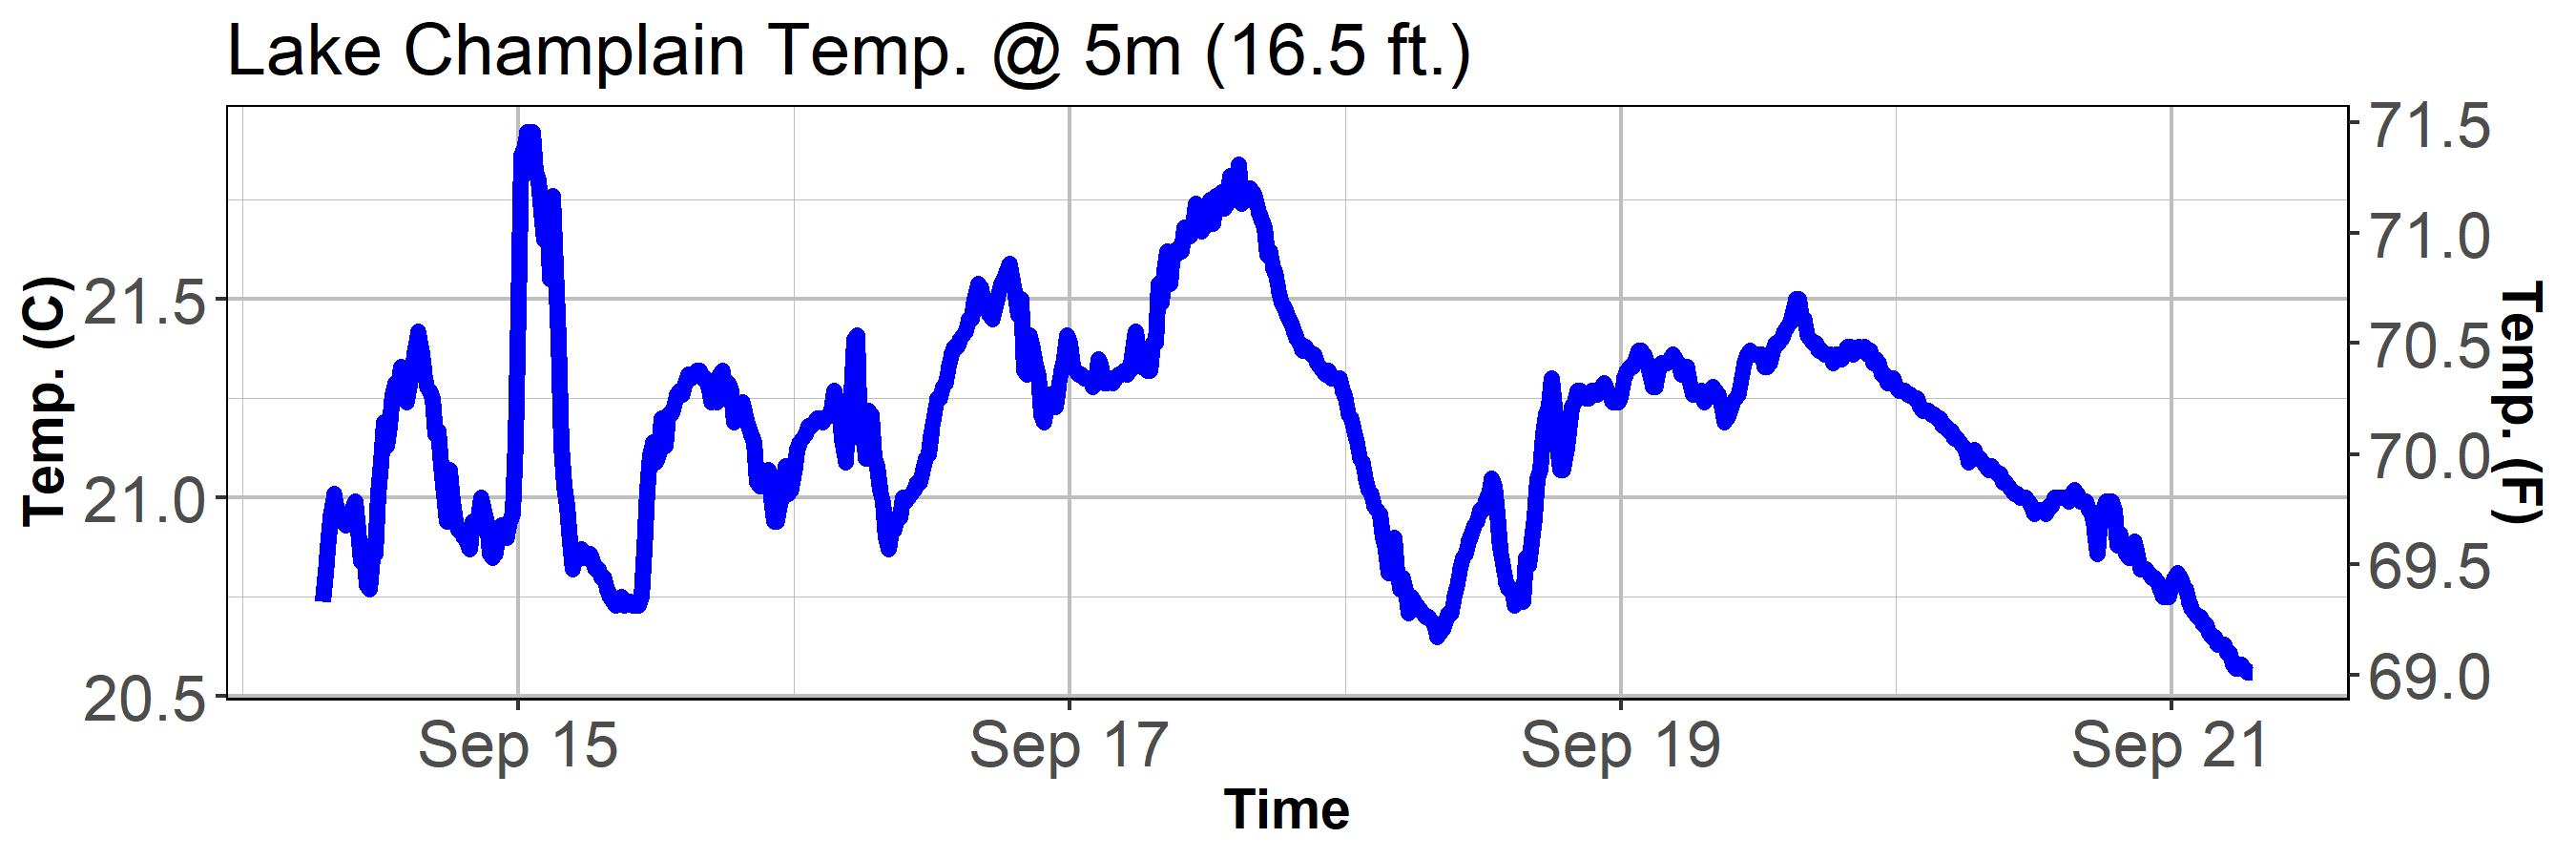 Lake Champlain Temp. @ 5m (16.5 ft.)
Temp. (C)
21.5
21.0
20.5
71.5
71.0
70.5
70.0
69.5
69.0
Temp. (F)
Sep 15 Sep 17 Sep 19 Sep 21
Time